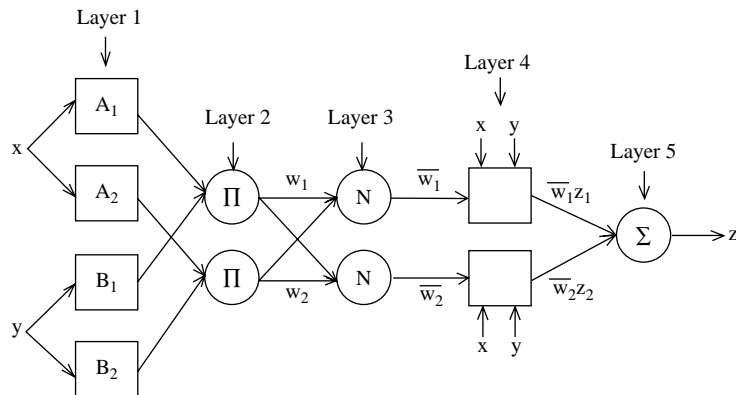 Layer 1
Layer 4
A₁
Layer 2
Layer 3
x
y
Layer 5
x
w₁
w̅₁
w̅₁z₁
A₂
Π
N
Σ
z
B₁
Π
N
w₂
w̅₂
w̅₂z₂
y
x
y
B₂